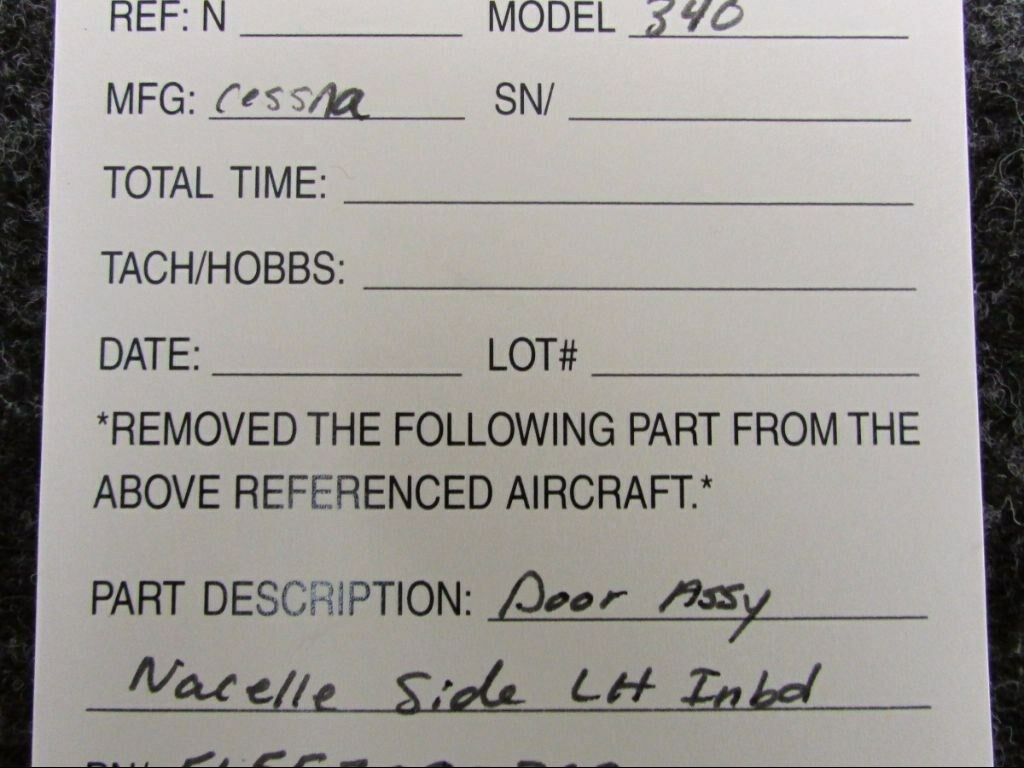 REF: N MODEL 340
MFG: Cessna SN/
TOTAL TIME:
TACH/HOBBS:
DATE: LOT#
*REMOVED THE FOLLOWING PART FROM THE
ABOVE REFERENCED AIRCRAFT.*
PART DESCRIPTION: Door Assy
Nacelle Side LH Inbd